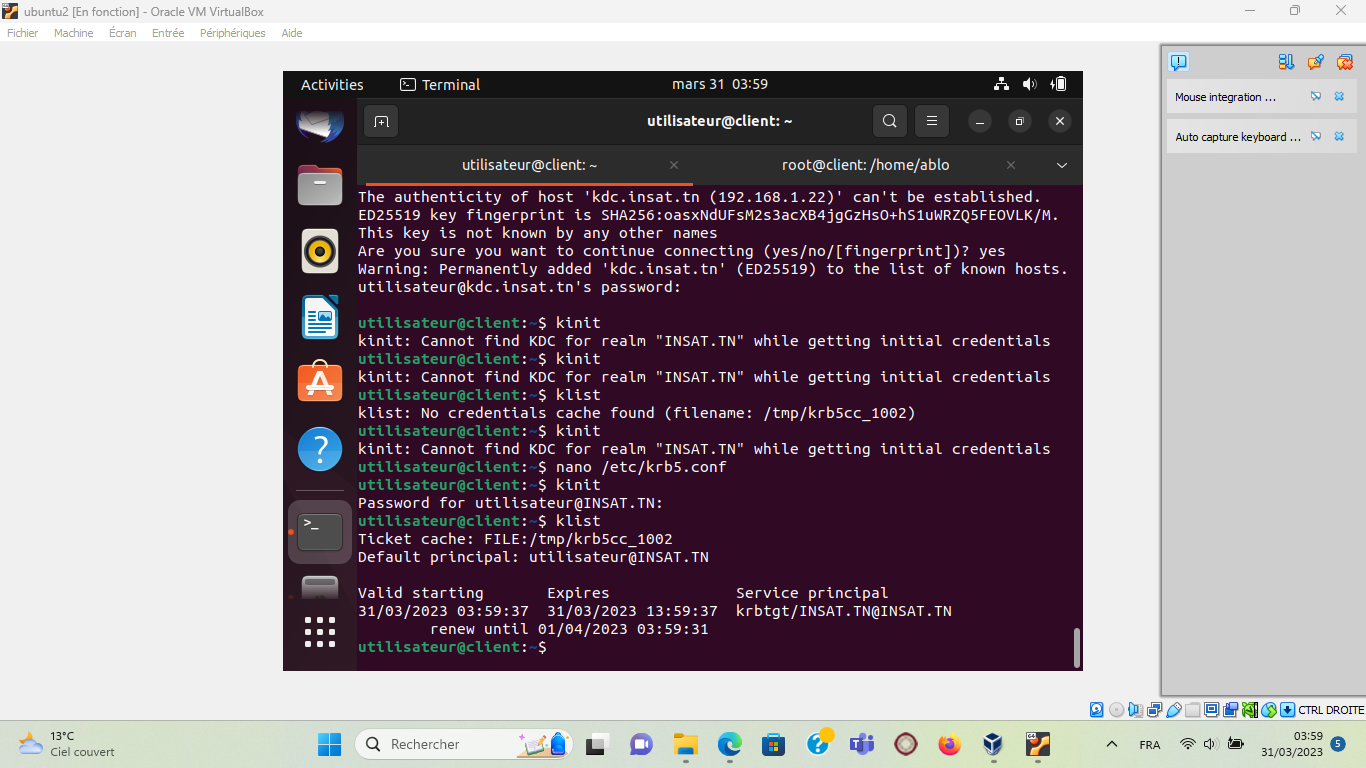 ubuntu2 [En fonction] - Oracle VM VirtualBox
Fichier Machine Écran Entrée Périphériques Aide
Activities Terminal mars 31 03:59
utilisateur@client: ~
utilisateur@client: ~ root@client: /home/ablo
The authenticity of host 'kdc.insat.tn (192.168.1.22)' can't be established.
ED25519 key fingerprint is SHA256:oasxNdUFsM2s3acXB4jgGzHsO+hS1uWRZQ5FEOVLK/M.
This key is not known by any other names
Are you sure you want to continue connecting (yes/no/[fingerprint])? yes
Warning: Permanently added 'kdc.insat.tn' (ED25519) to the list of known hosts.
utilisateur@kdc.insat.tn's password:
utilisateur@client:~$ kinit
kinit: Cannot find KDC for realm "INSAT.TN" while getting initial credentials
utilisateur@client:~$ kinit
kinit: Cannot find KDC for realm "INSAT.TN" while getting initial credentials
utilisateur@client:~$ klist
klist: No credentials cache found (filename: /tmp/krb5cc_1002)
utilisateur@client:~$ kinit
kinit: Cannot find KDC for realm "INSAT.TN" while getting initial credentials
utilisateur@client:~$ nano /etc/krb5.conf
utilisateur@client:~$ kinit
Password for utilisateur@INSAT.TN:
utilisateur@client:~$ klist
Ticket cache: FILE:/tmp/krb5cc_1002
Default principal: utilisateur@INSAT.TN
Valid starting Expires Service principal
31/03/2023 03:59:37 31/03/2023 13:59:37 krbtgt/INSAT.TN@INSAT.TN
renew until 01/04/2023 03:59:31
utilisateur@client:~$
Mouse integration ...
Auto capture keyboard ...
CTRL DROITE
13°C
Ciel couvert
Rechercher
FRA
03:59
31/03/2023
5